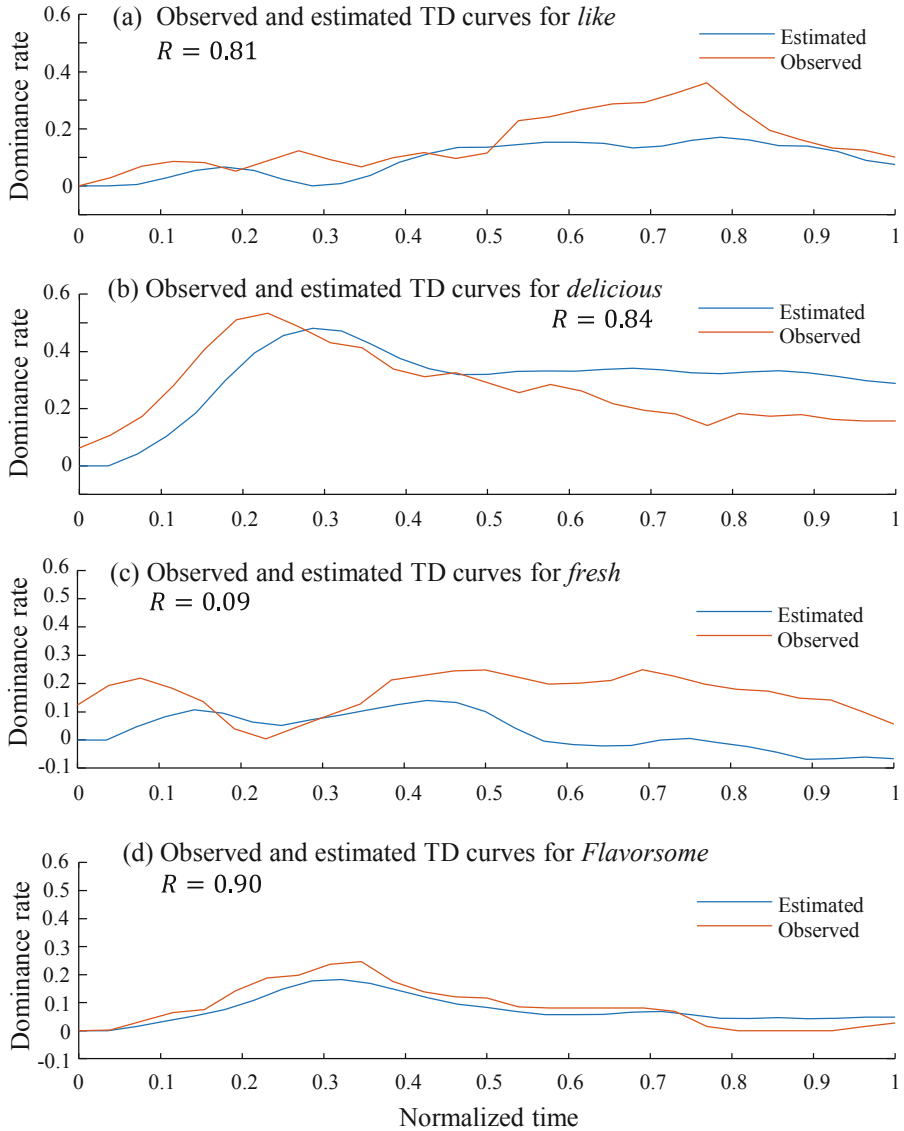 (a) Observed and estimated TD curves for like
R = 0.81
Estimated
Observed
Dominance rate
0.6
0.4
0.2
0
0 0.1 0.2 0.3 0.4 0.5 0.6 0.7 0.8 0.9 1
(b) Observed and estimated TD curves for delicious
R = 0.84
Estimated
Observed
Dominance rate
0.6
0.4
0.2
0
0 0.1 0.2 0.3 0.4 0.5 0.6 0.7 0.8 0.9 1
(c) Observed and estimated TD curves for fresh
R = 0.09
Estimated
Observed
Dominance rate
0.6
0.5
0.4
0.3
0.2
0.1
0
-0.1
0 0.1 0.2 0.3 0.4 0.5 0.6 0.7 0.8 0.9 1
(d) Observed and estimated TD curves for Flavorsome
R = 0.90
Estimated
Observed
Dominance rate
0.6
0.5
0.4
0.3
0.2
0.1
0
-0.1
0 0.1 0.2 0.3 0.4 0.5 0.6 0.7 0.8 0.9 1
Normalized time